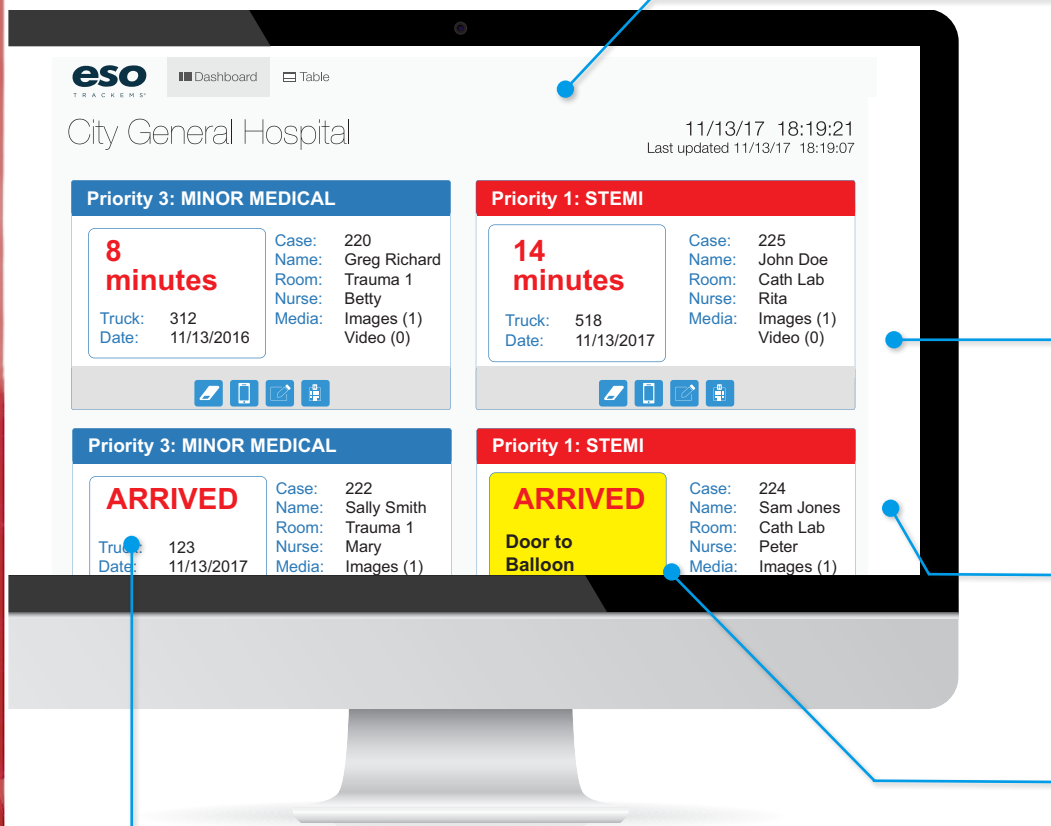 eso
TRACKEMS
Dashboard
Table
City General Hospital
11/13/17 18:19:21
Last updated 11/13/17 18:19:07
Priority 3: MINOR MEDICAL
8
minutes
Truck: 312
Date: 11/13/2016
Case: 220
Name: Greg Richard
Room: Trauma 1
Nurse: Betty
Media: Images (1)
Video (0)
Priority 1: STEMI
14
minutes
Truck: 518
Date: 11/13/2017
Case: 225
Name: John Doe
Room: Cath Lab
Nurse: Rita
Media: Images (1)
Video (0)
Priority 3: MINOR MEDICAL
ARRIVED
Truck: 123
Date: 11/13/2017
Case: 222
Name: Sally Smith
Room: Trauma 1
Nurse: Mary
Media: Images (1)
Priority 1: STEMI
ARRIVED
Door to
Balloon
Case: 224
Name: Sam Jones
Room: Cath Lab
Nurse: Peter
Media: Images (1)